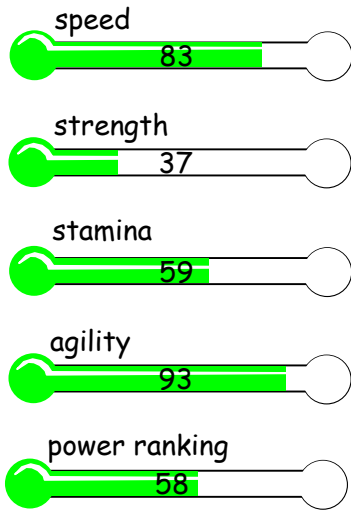 speed
83
strength
37
stamina
59
agility
93
power ranking
58